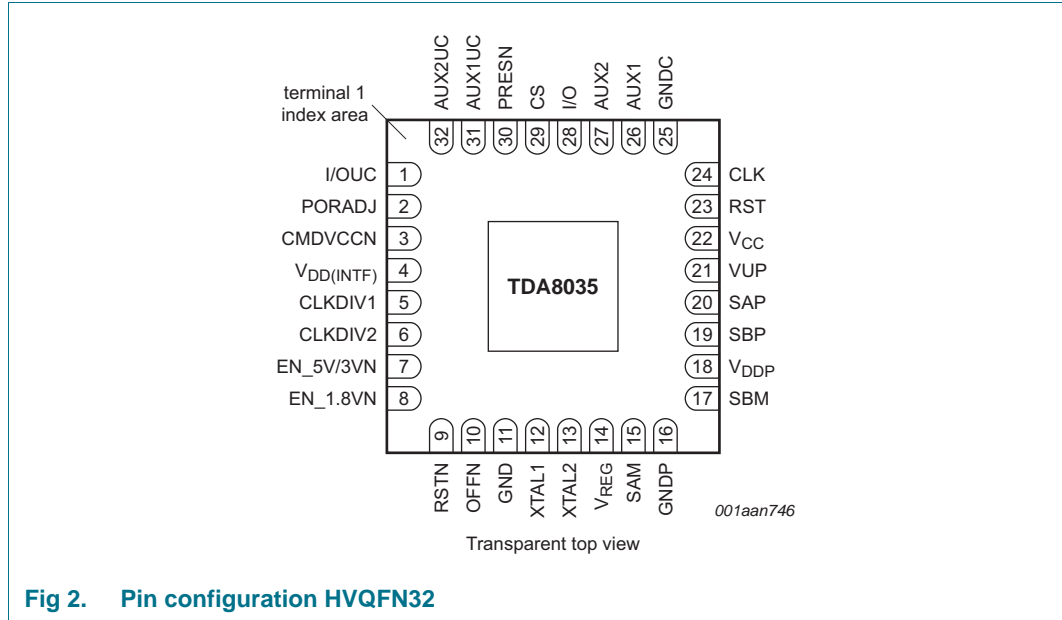 AUX2UC
AUX1UC
PRESN
CS
I/O
AUX2
AUX1
GNDC
terminal 1
index area
32
31
30
29
28
27
26
25
I/OUC 1
PORADJ 2
CMDVCCN 3
VDD(INTF) 4
CLKDIV1 5
CLKDIV2 6
EN_5V/3VN 7
EN_1.8VN 8
TDA8035
24 CLK
23 RST
22 VCC
21 VUP
20 SAP
19 SBP
18 VDDP
17 SBM
9
10
11
12
13
14
15
16
RSTN
OFFN
GND
XTAL1
XTAL2
VREG
SAM
GNDP
001aan746
Transparent top view
Fig 2. Pin configuration HVQFN32